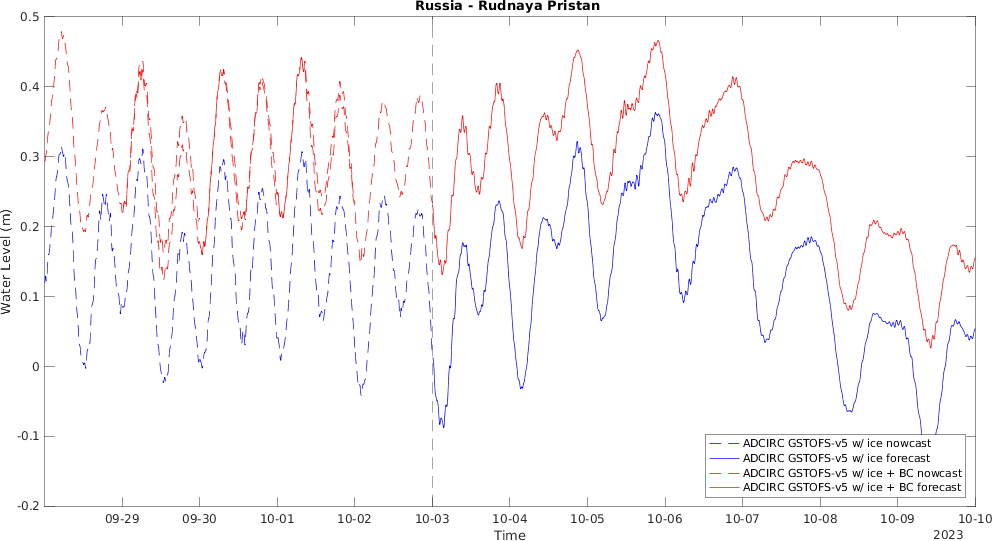 Russia - Rudnaya Pristan
0.5
0.4
0.3
0.2
0.1
0
-0.1
-0.2
Water Level (m)
09-29 09-30 10-01 10-02 10-03 10-04 10-05 10-06 10-07 10-08 10-09 10-10
Time
2023
ADCIRC GSTOFS-v5 w/ ice nowcast
ADCIRC GSTOFS-v5 w/ ice forecast
ADCIRC GSTOFS-v5 w/ ice + BC nowcast
ADCIRC GSTOFS-v5 w/ ice + BC forecast